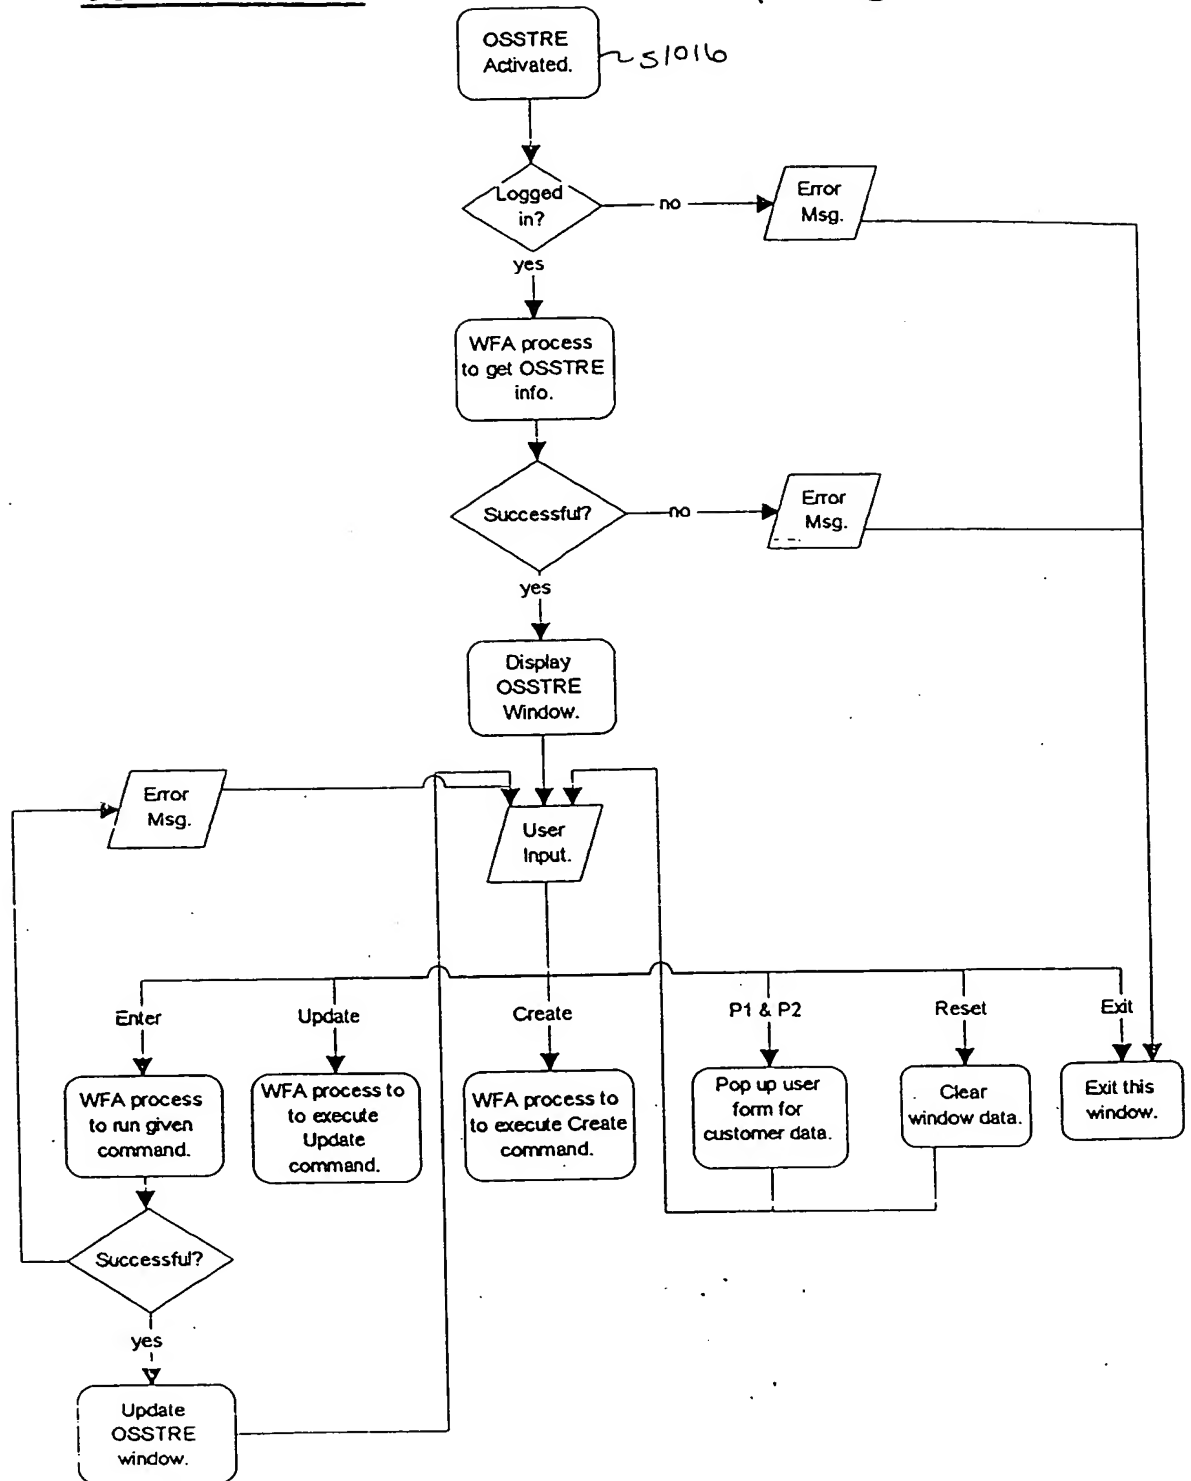 OSSTRE
Activated.
S1016
Logged
in?
no
Error
Msg.
yes
WFA process
to get OSSTRE
info.
Successful?
no
Error
Msg.
yes
Display
OSSTRE
Window.
Error
Msg.
User
Input.
Enter
Update
Create
P1 & P2
Reset
Exit
WFA process
to run given
command.
WFA process to
to execute
Update
command.
WFA process to
to execute Create
command.
Pop up user
form for
customer data.
Clear
window data.
Exit this
window.
Successful?
yes
Update
OSSTRE
window.